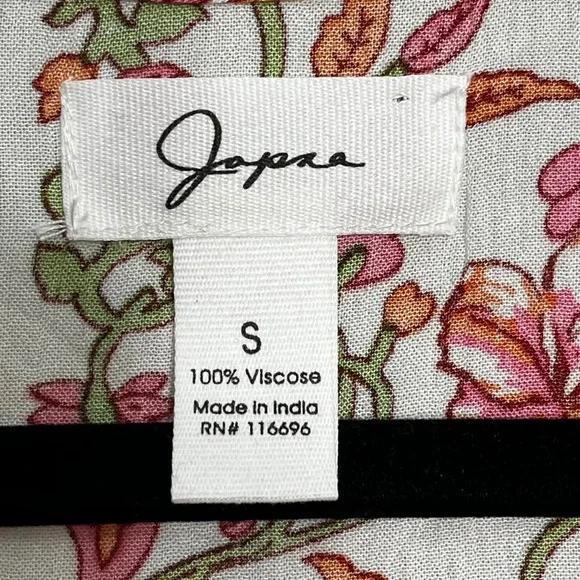 Japna
S
100% Viscose
Made in India
RN# 116696